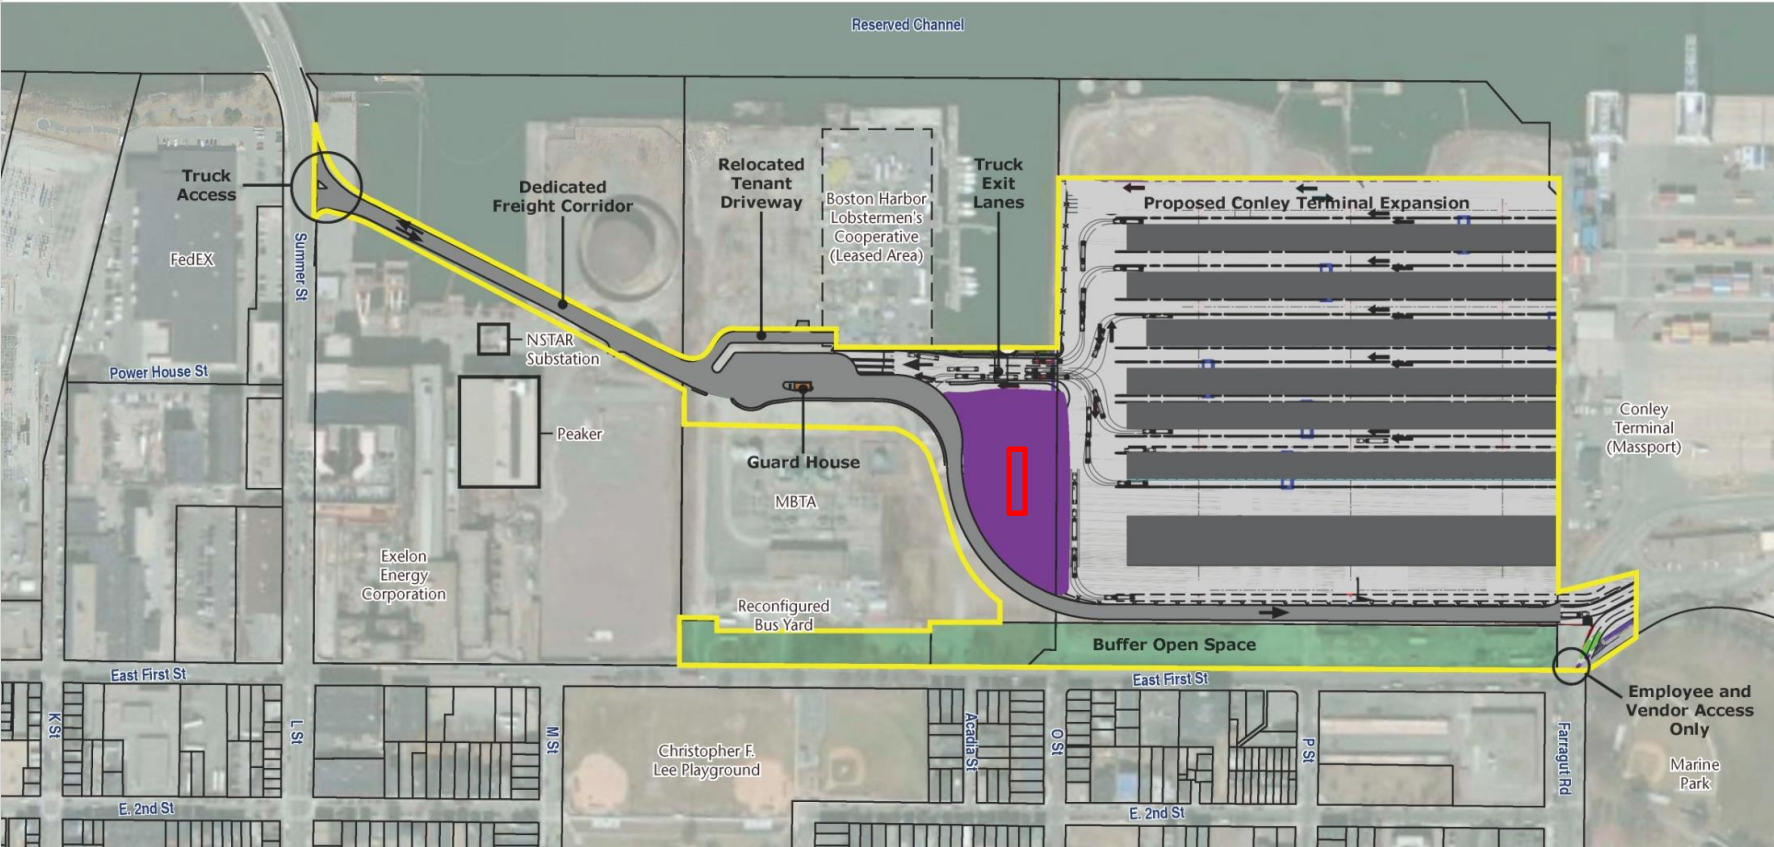 Reserved Channel
Truck
Access
Dedicated
Freight Corridor
Relocated
Tenant
Driveway
Boston Harbor
Lobstermen's
Cooperative
(Leased Area)
Truck
Exit
Lanes
Proposed Conley Terminal Expansion
FedEX
Summer St
NSTAR
Substation
Power House St
Peaker
Guard House
MBTA
Conley
Terminal
(Massport)
Exelon
Energy
Corporation
Reconfigured
Bus Yard
Buffer Open Space
East First St
East First St
Employee and
Vendor Access
Only
K St
L St
M St
Acadia St
O St
P St
Farragut Rd
Christopher F.
Lee Playground
Marine
Park
E. 2nd St
E. 2nd St